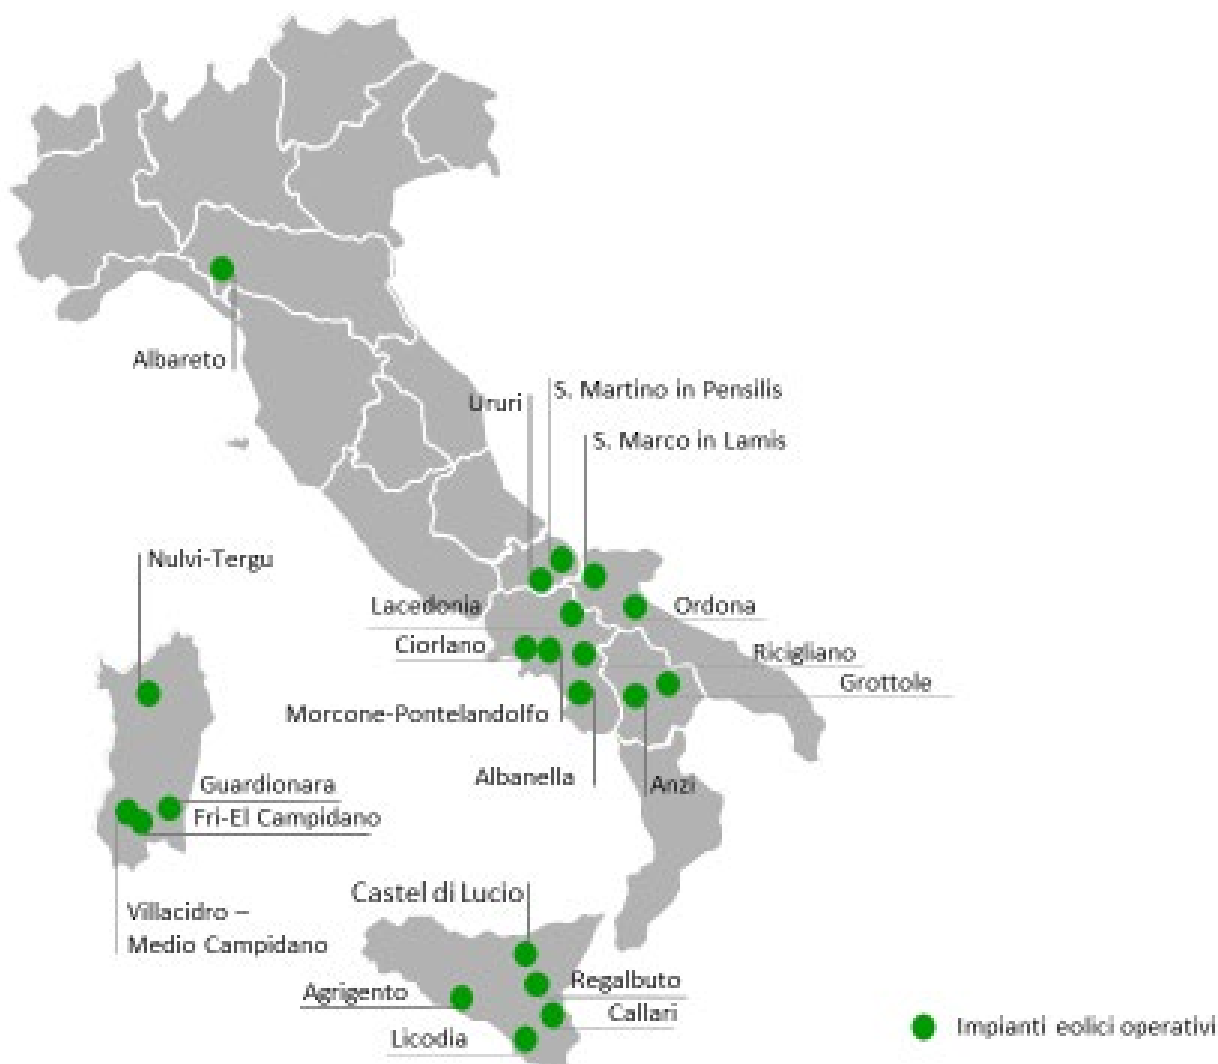 Albareto
S. Martino in Pensilis
Ururi
S. Marco in Lamis
Nulvi-Tergu
Lacedonia
Ordona
Ciorlano
Ricigliano
Grottole
Morcone-Pontelandolfo
Albanella
Anzi
Guardionara
Fri-El Campidano
Castel di Lucio
Villacidro –
Medio Campidano
Regalbuto
Agrigento
Callari
Licodia
Impianti eolici operativi